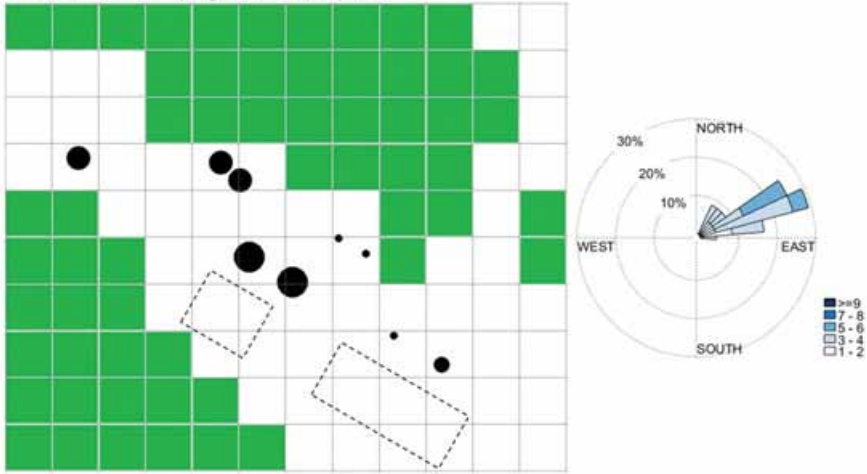 NORTH
30%
20%
10%
WEST
EAST
SOUTH
>=9
7 - 8
5 - 6
3 - 4
1 - 2